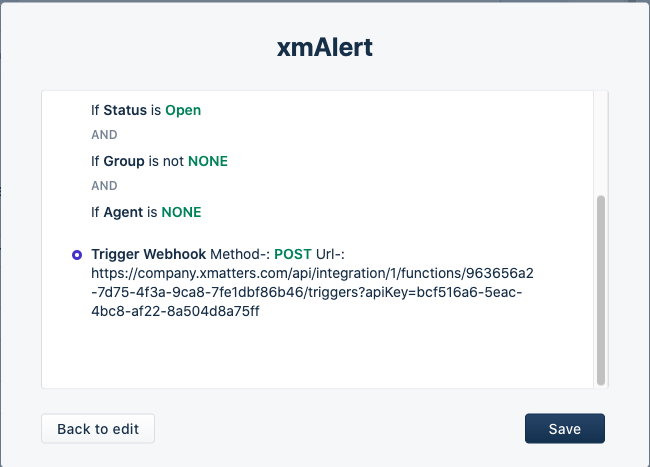 xmAlert
If Status is Open
AND
If Group is not NONE
AND
If Agent is NONE
Trigger Webhook Method-: POST Url-:
https://company.xmatters.com/api/integration/1/functions/963656a2
-7d75-4f3a-9ca8-7fe1dbf86b46/triggers?apiKey=bcf516a6-5eac-
4bc8-af22-8a504d8a75ff
Back to edit
Save